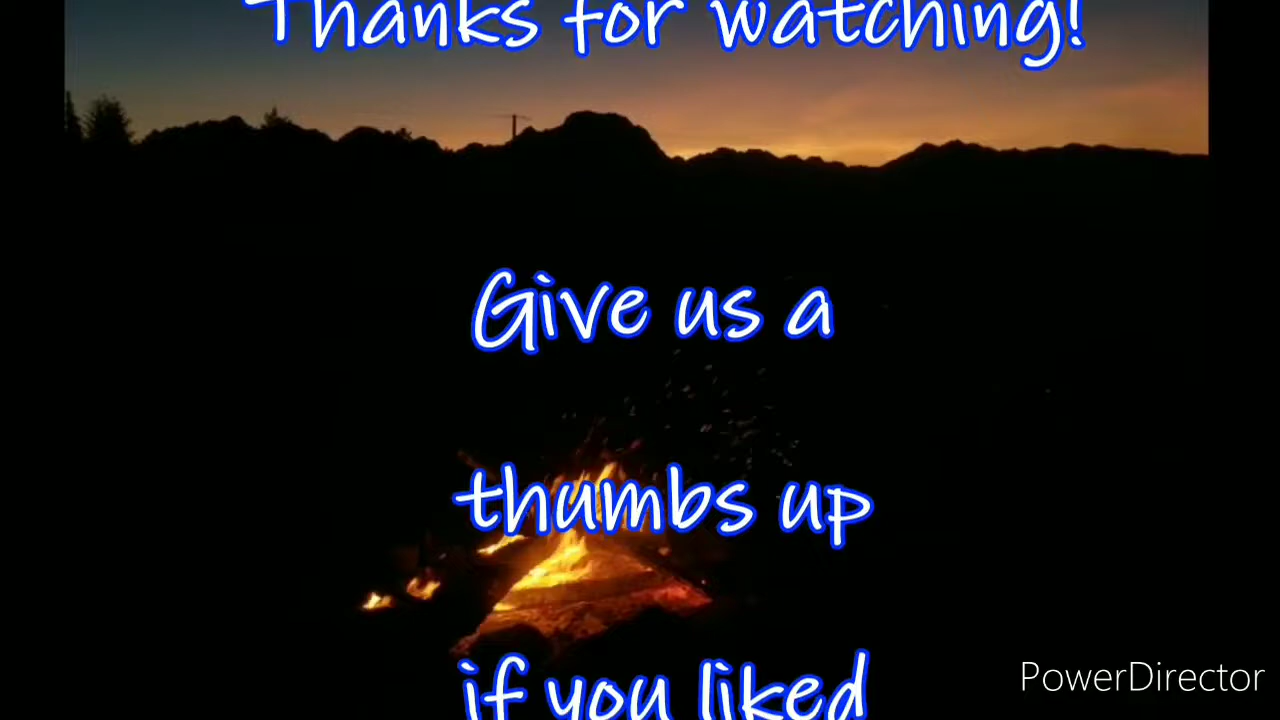 Thanks for watching!
Give us a
thumbs up
if you liked
PowerDirector